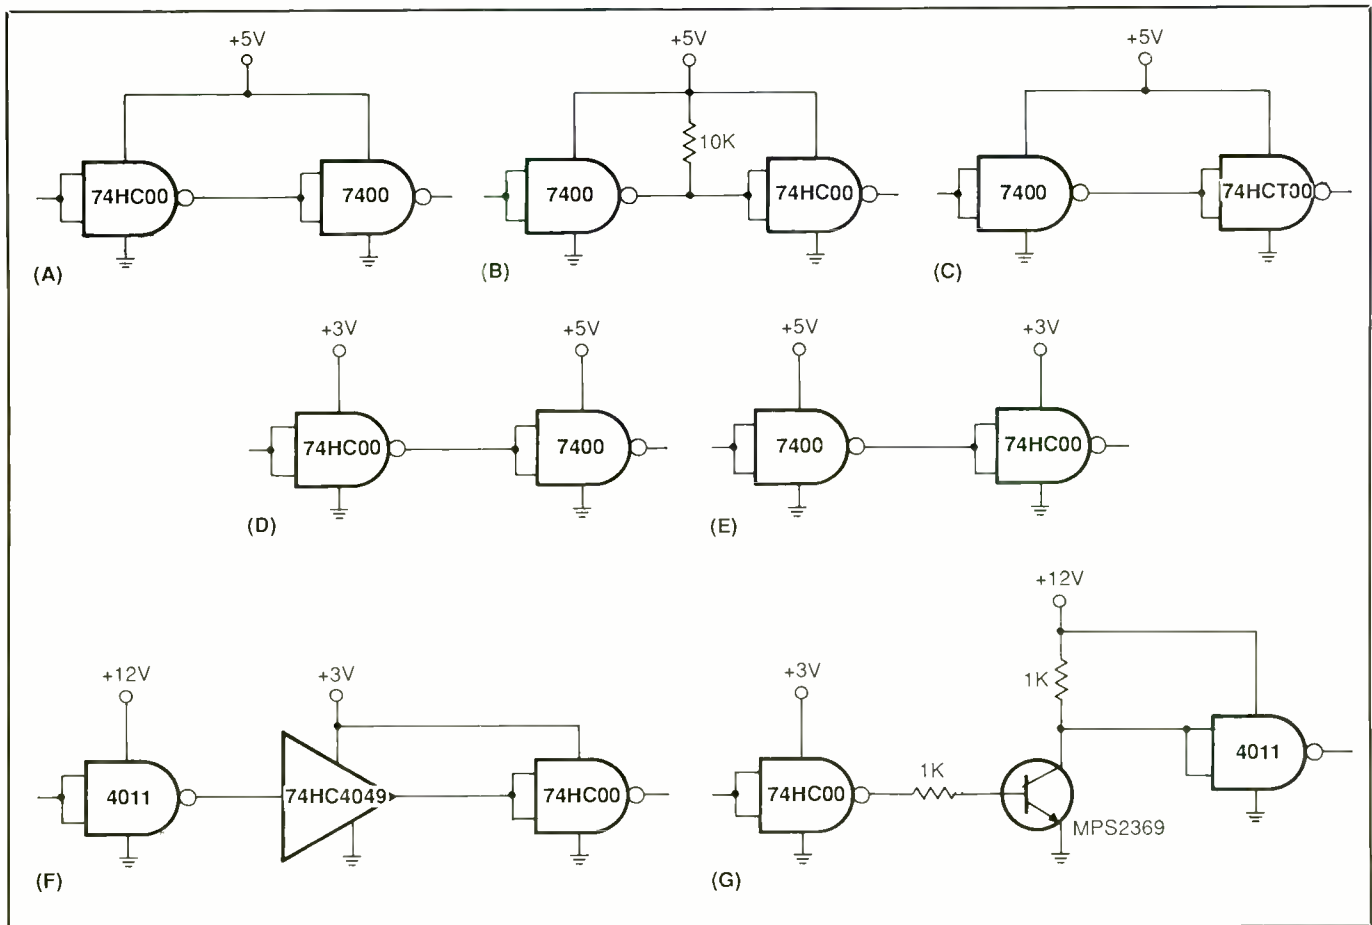 +5V
74HC00
7400
(A)
+5V
10K
7400
74HC00
(B)
+5V
7400
74HCT00
(C)
+3V
+5V
74HC00
7400
(D)
+5V
+3V
7400
74HC00
(E)
+12V
+3V
4011
74HC4049
74HC00
(F)
+12V
1K
+3V
4011
1K
74HC00
MPS2369
(G)